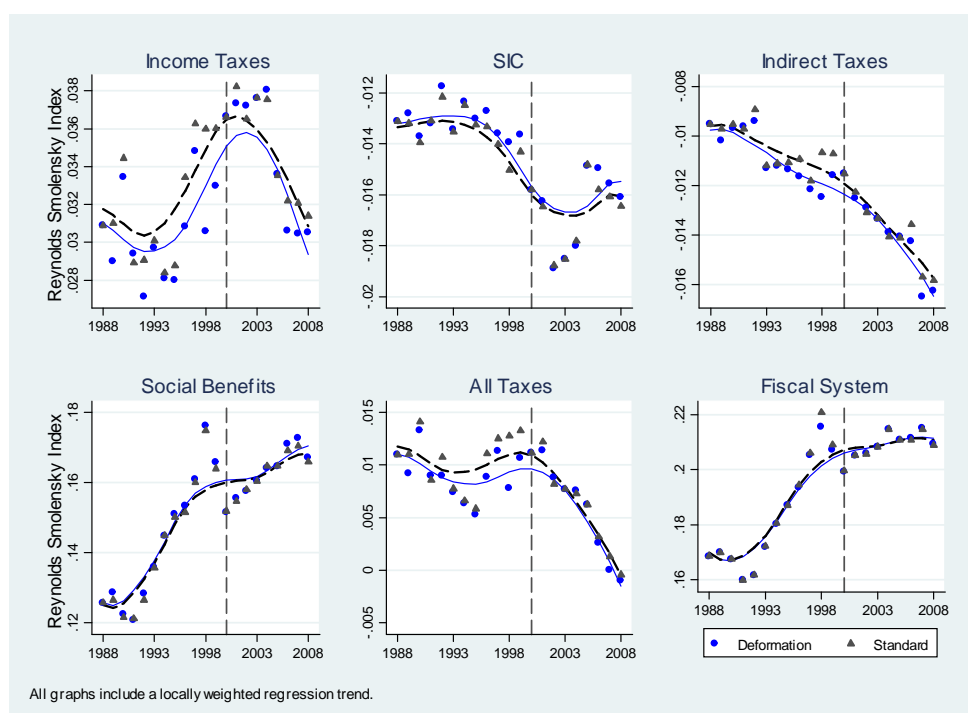 Income Taxes
SIC
Indirect Taxes
Reynolds Smolensky Index
.028 .03 .032 .034 .036 .038
1988 1993 1998 2003 2008
-.02 -.018 -.016 -.014 -.012
1988 1993 1998 2003 2008
-.016 -.014 -.012 -.01 -.008
1988 1993 1998 2003 2008
Social Benefits
All Taxes
Fiscal System
Reynolds Smolensky Index
.12 .14 .16 .18
1988 1993 1998 2003 2008
-.005 0 .005 .01 .015
1988 1993 1998 2003 2008
.16 .18 .2 .22
1988 1993 1998 2003 2008
Deformation Standard
All graphs include a locally weighted regression trend.